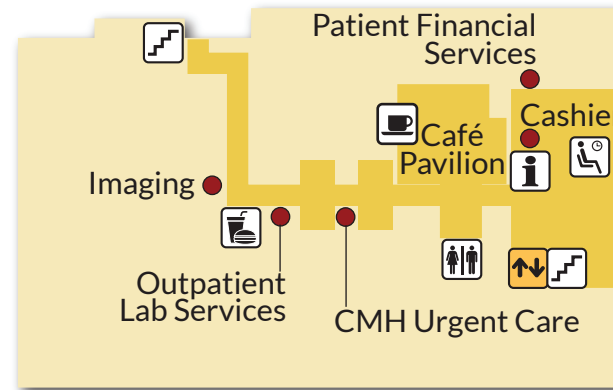 Patient Financial
Services
Cashie
Café
Pavilion
Imaging
Outpatient
Lab Services
CMH Urgent Care